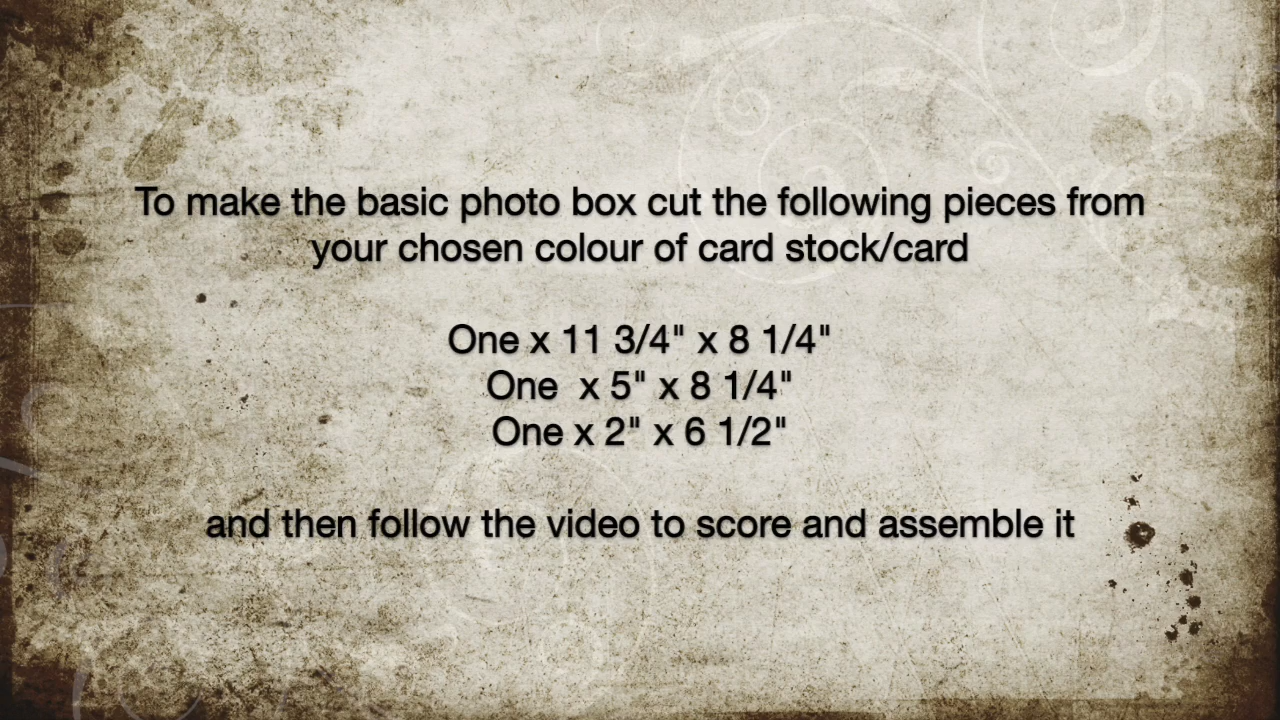 To make the basic photo box cut the following pieces from
your chosen colour of card stock/card
One x 11 3/4" x 8 1/4"
One  x 5" x 8 1/4"
One x 2" x 6 1/2"
and then follow the video to score and assemble it